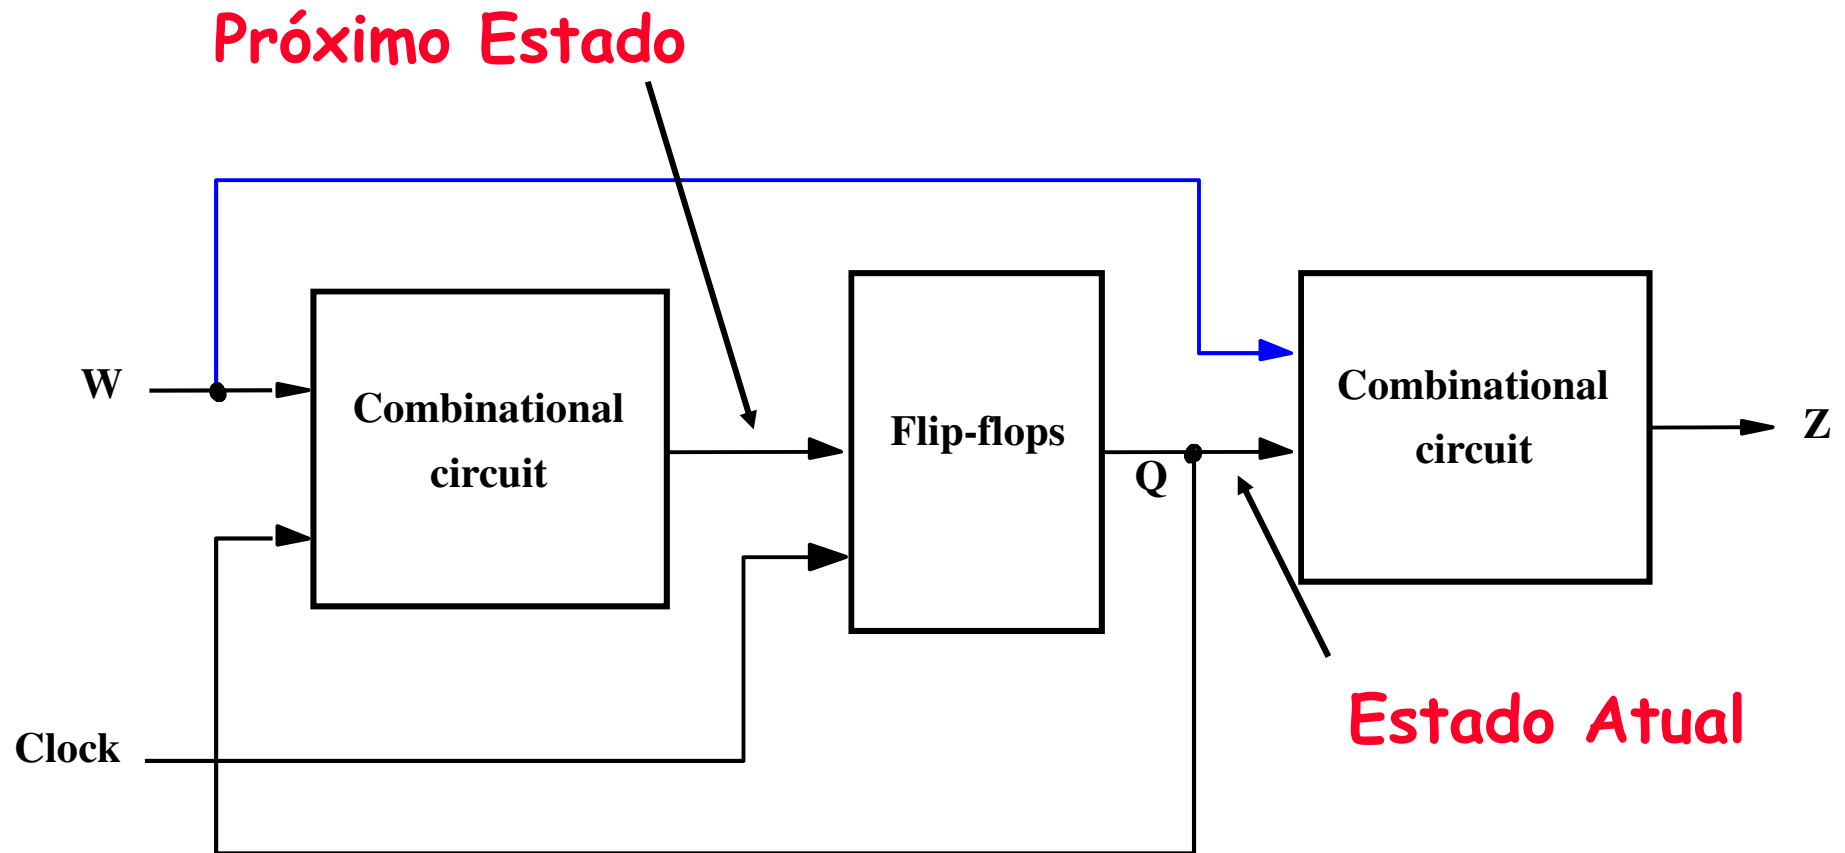 Próximo Estado
W
Combinational
circuit
Flip-flops
Q
Combinational
circuit
Z
Clock
Estado Atual